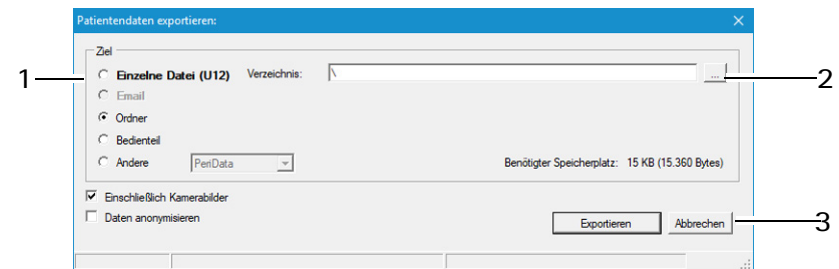 Patientendaten exportieren:
Ziel
1
Einzelne Datei (U12) Verzeichnis: \ ... 2
Email
Ordner
Bedienteil
Andere PeriData Benötigter Speicherplatz: 15 KB (15.360 Bytes)
Einschließlich Kamerabilder
Daten anonymisieren Exportieren Abbrechen 3